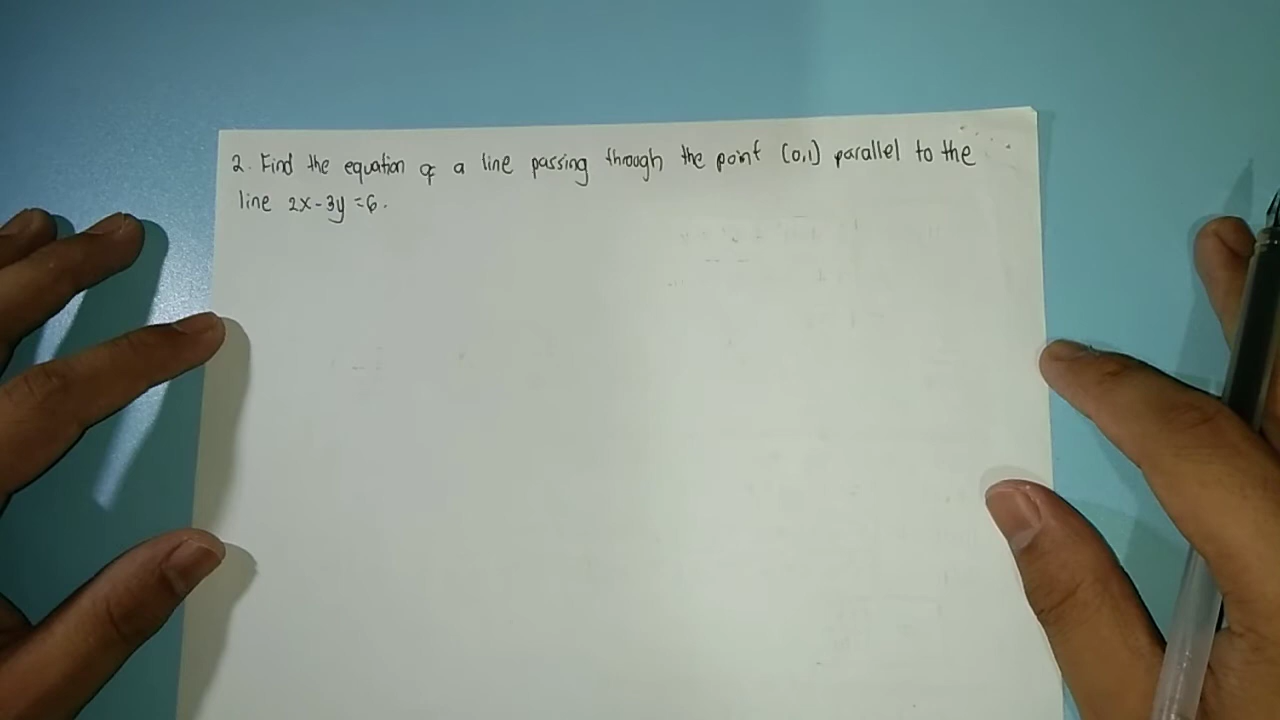 2. Find the equation of a line passing through the point (0,1) parallel to the
line 2x-3y=6.